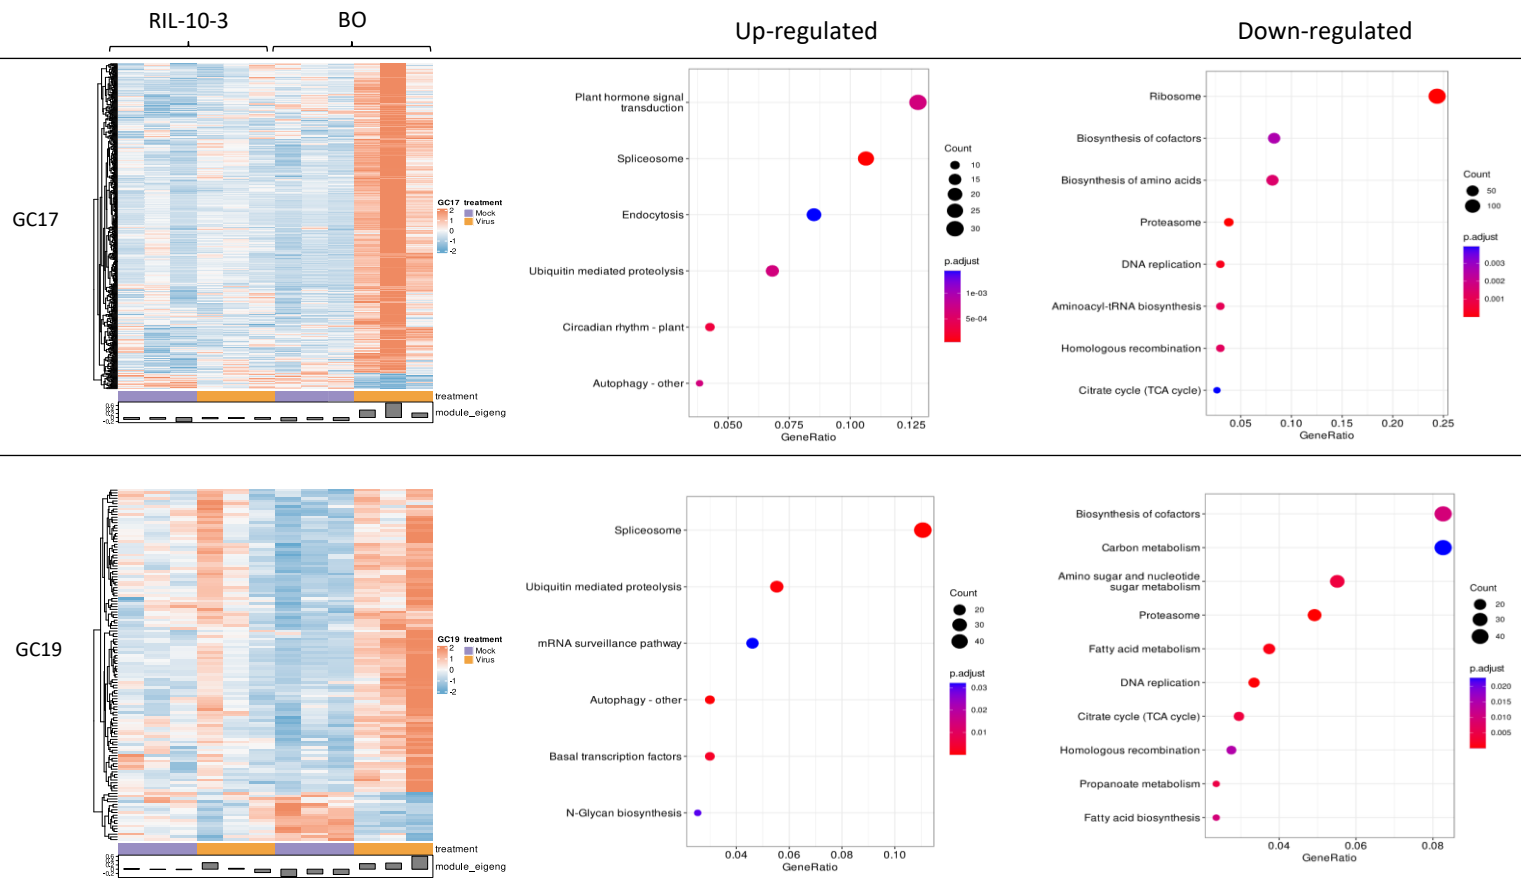 RIL-10-3
BO
Up-regulated
Down-regulated
GC17
GC17 treatment
2
1
0
-1
-2
Mock
Virus
treatment
module_eigeng
Plant hormone signal
transduction
Spliceosome
Endocytosis
Ubiquitin mediated proteolysis
Circadian rhythm - plant
Autophagy - other
0.050 0.075 0.100 0.125
GeneRatio
Count
10
15
20
25
30
p.adjust
1e-03
5e-04
Ribosome
Biosynthesis of cofactors
Biosynthesis of amino acids
Proteasome
DNA replication
Aminoacyl-tRNA biosynthesis
Homologous recombination
Citrate cycle (TCA cycle)
0.05 0.10 0.15 0.20 0.25
GeneRatio
Count
50
100
p.adjust
0.003
0.002
0.001
GC19
GC19 treatment
2
1
0
-1
-2
Mock
Virus
treatment
module_eigeng
Spliceosome
Ubiquitin mediated proteolysis
mRNA surveillance pathway
Autophagy - other
Basal transcription factors
N-Glycan biosynthesis
0.04 0.06 0.08 0.10
GeneRatio
Count
20
30
40
p.adjust
0.03
0.02
0.01
Biosynthesis of cofactors
Carbon metabolism
Amino sugar and nucleotide
sugar metabolism
Proteasome
Fatty acid metabolism
DNA replication
Citrate cycle (TCA cycle)
Homologous recombination
Propanoate metabolism
Fatty acid biosynthesis
0.04 0.06 0.08
GeneRatio
Count
20
30
40
p.adjust
0.020
0.015
0.010
0.005